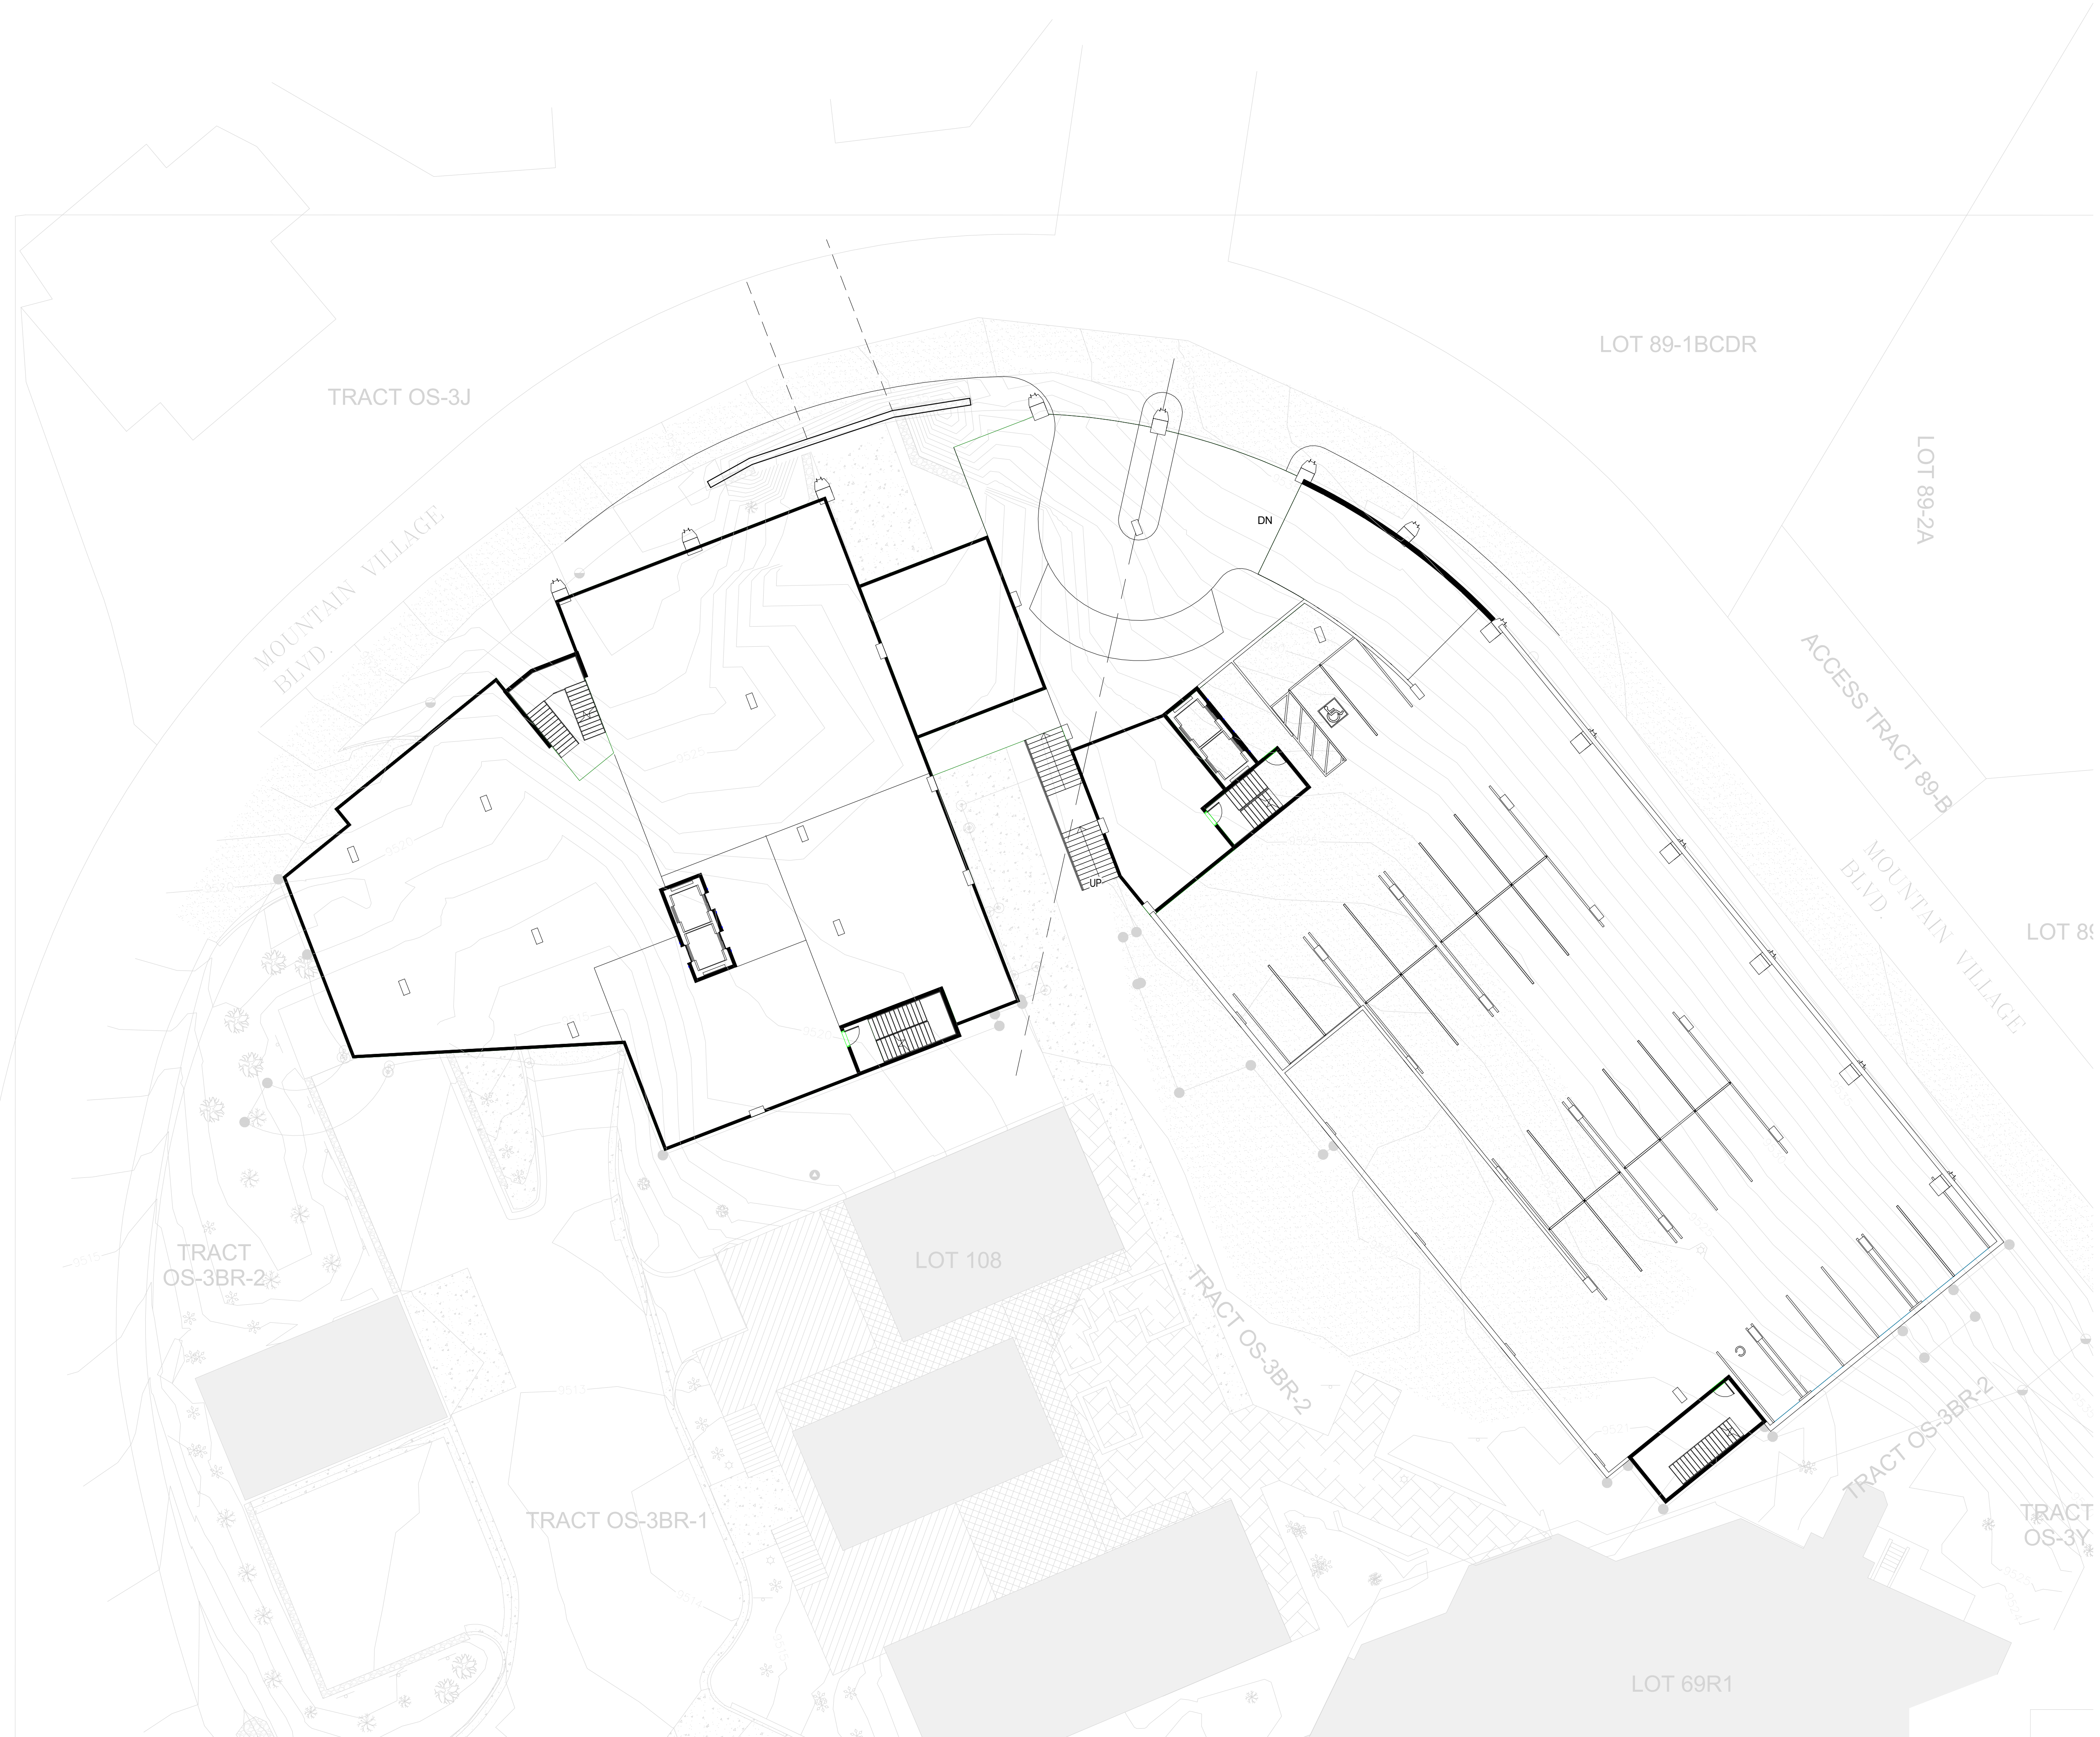 LOT 89-1BCDR
TRACT OS-3J
LOT 89-2A
MOUNTAIN VILLAGE
BLVD.
DN
ACCESS TRACT 89-B
MOUNTAIN VILLAGE
BLVD.
UP
LOT 89
TRACT
OS-3BR-2
LOT 108
TRACT OS-3BR-2
TRACT OS-3BR-2
TRACT OS-3BR-1
TRACT
OS-3Y
LOT 69R1